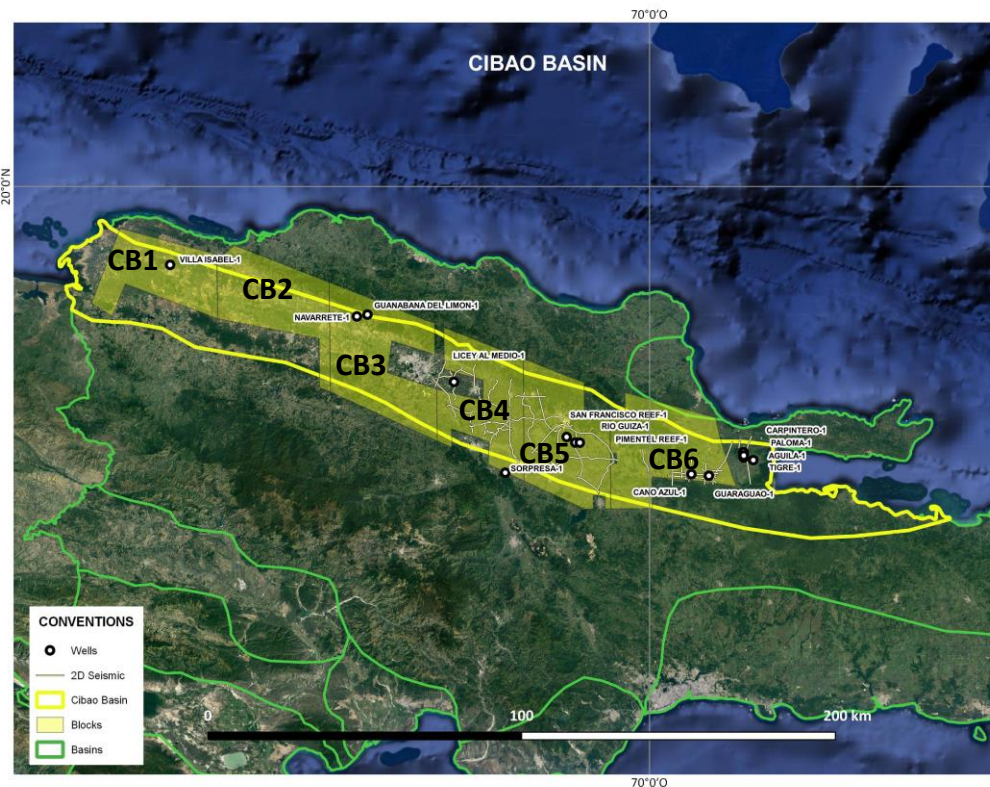 70°0'O
CIBAO BASIN
20°0'N
CB1
VILLA ISABEL-1
CB2
GUANABANA DEL LIMON-1
NAVARRETE-1
CB3
LICEY AL MEDIO-1
CB4
SAN FRANCISCO REEF-1
RIO GUIZA-1
CARPINTERO-1
PIMENTEL REEF-1
PALOMA-1
CB5
CB6
AGUILA-1
SORPRESA-1
TIGRE-1
CANO AZUL-1
GUARAGUAO-1
CONVENTIONS
Wells
2D Seismic
Cibao Basin
Blocks
Basins
0
100
200 km
70°0'O